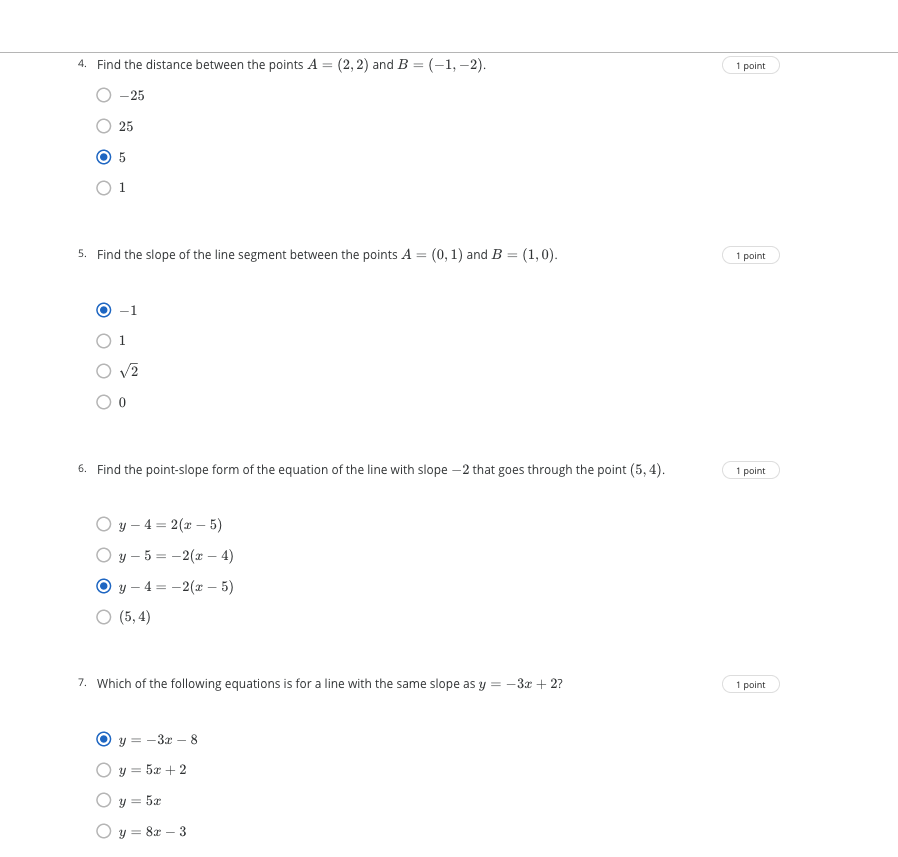 4. Find the distance between the points A = (2, 2) and B = (−1, −2). 1 point
−25
25
5
1
5. Find the slope of the line segment between the points A = (0, 1) and B = (1, 0). 1 point
−1
1
√2
0
6. Find the point-slope form of the equation of the line with slope −2 that goes through the point (5, 4). 1 point
y − 4 = 2(x − 5)
y − 5 = −2(x − 4)
y − 4 = −2(x − 5)
(5, 4)
7. Which of the following equations is for a line with the same slope as y = −3x + 2? 1 point
y = −3x − 8
y = 5x + 2
y = 5x
y = 8x − 3